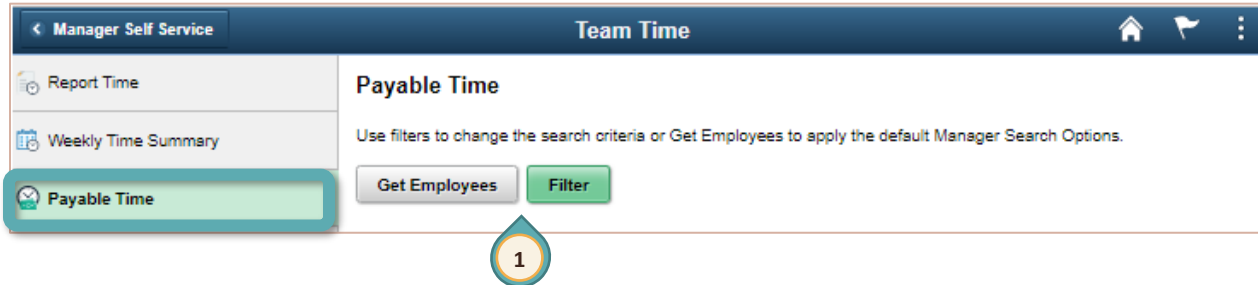 Manager Self Service
Team Time
Report Time
Payable Time
Weekly Time Summary
Use filters to change the search criteria or Get Employees to apply the default Manager Search Options.
Payable Time
Get Employees
Filter
1